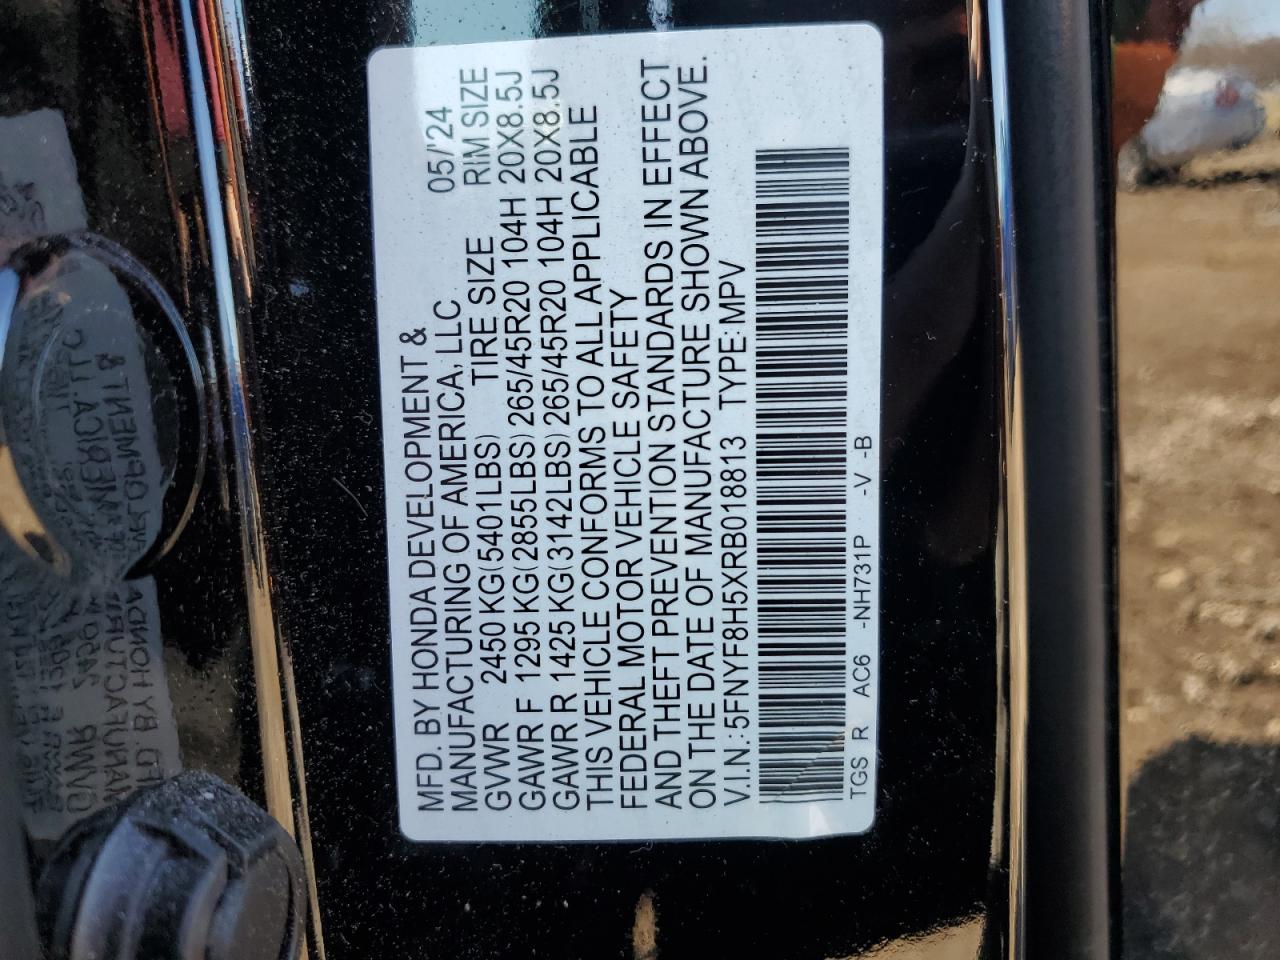 MFD. BY HONDA DEVELOPMENT & 05/'24
MANUFACTURING OF AMERICA, LLC RIM SIZE
GVWR 2450 KG (5401LBS) TIRE SIZE
GAWR F 1295 KG (2855LBS) 265/45R20 104H 20X8.5J
GAWR R 1425 KG (3142LBS) 265/45R20 104H 20X8.5J
THIS VEHICLE CONFORMS TO ALL APPLICABLE
FEDERAL MOTOR VEHICLE SAFETY
AND THEFT PREVENTION STANDARDS IN EFFECT
ON THE DATE OF MANUFACTURE SHOWN ABOVE.
V.I.N.: 5FNYF8H5XRB018813 TYPE: MPV
TGS R AC6 -NH731P -V -B